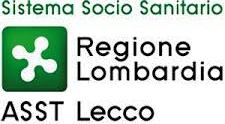 Sistema Socio Sanitario
Regione
Lombardia
ASST Lecco